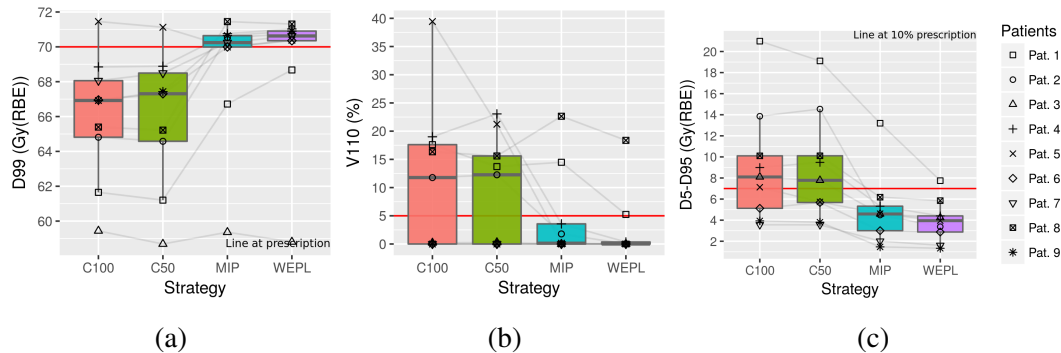 D99 (Gy(RBE))
72
70
68
66
64
62
60
Line at prescription
C100
C50
MIP
WEPL
Strategy
(a)
V110 (%)
40
35
30
25
20
15
10
5
0
C100
C50
MIP
WEPL
Strategy
(b)
D5-D95 (Gy(RBE))
Line at 10% prescription
20
18
16
14
12
10
8
6
4
2
C100
C50
MIP
WEPL
Strategy
(c)
Patients
Pat. 1
Pat. 2
Pat. 3
Pat. 4
Pat. 5
Pat. 6
Pat. 7
Pat. 8
Pat. 9